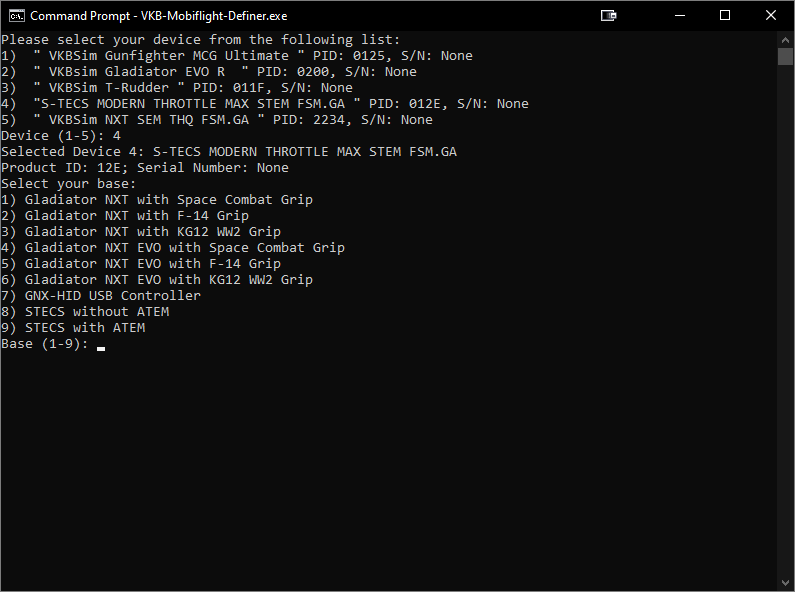 Command Prompt - VKB-Mobiflight-Definer.exe
Please select your device from the following list:
1)  " VKBsim Gunfighter MCG Ultimate " PID: 0125, S/N: None
2)  " VKBsim Gladiator EVO R  " PID: 0200, S/N: None
3)  " VKBsim T-Rudder " PID: 011F, S/N: None
4)  "S-TECS MODERN THROTTLE MAX STEM FSM.GA " PID: 012E, S/N: None
5)  " VKBSim NXT SEM THQ FSM.GA " PID: 2234, S/N: None
Device (1-5): 4
Selected Device 4: S-TECS MODERN THROTTLE MAX STEM FSM.GA
Product ID: 12E; Serial Number: None
Select your base:
1) Gladiator NXT with Space Combat Grip
2) Gladiator NXT with F-14 Grip
3) Gladiator NXT with KG12 WW2 Grip
4) Gladiator NXT EVO with Space Combat Grip
5) Gladiator NXT EVO with F-14 Grip
6) Gladiator NXT EVO with KG12 WW2 Grip
7) GNX-HID USB Controller
8) STECS without ATEM
9) STECS with ATEM
Base (1-9):